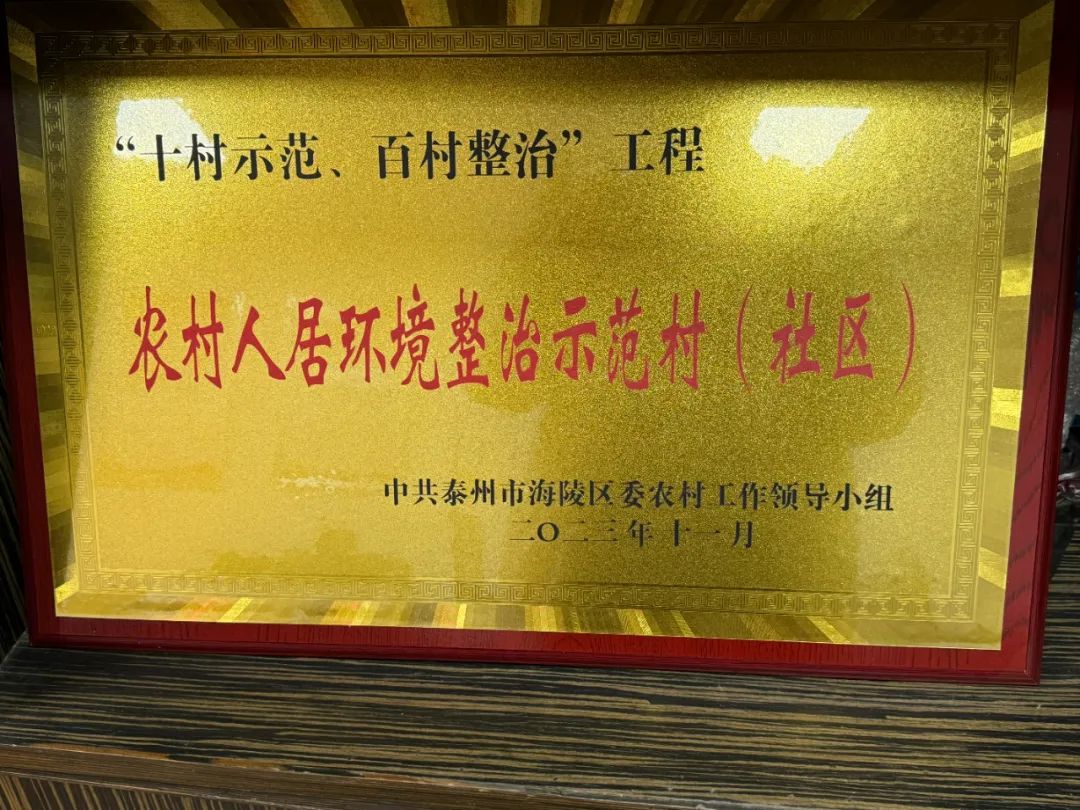 “十村示范、百村整治”工程
农村人居环境整治示范村（社区）
中共泰州市海陵区委农村工作领导小组
二〇二三年十一月